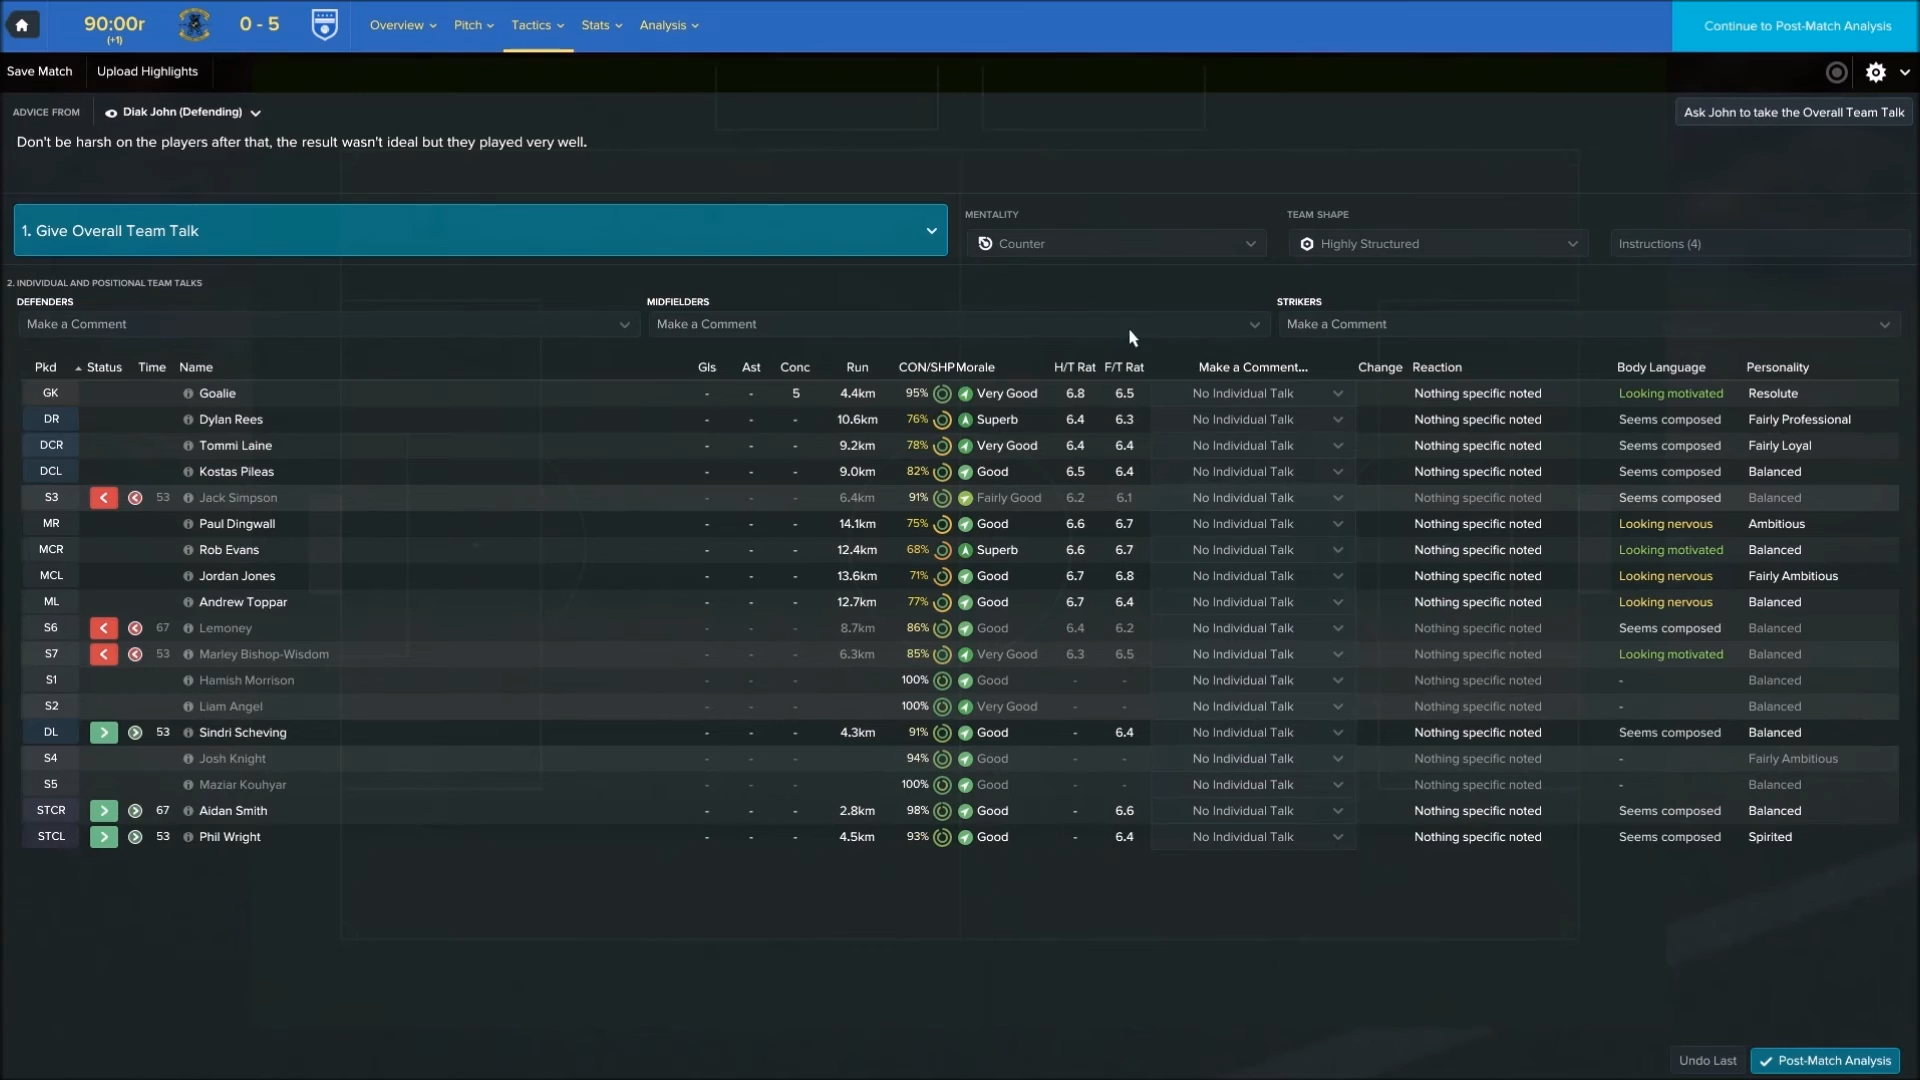 90:00r 0 - 5 Overview Pitch Tactics Stats Analysis Continue to Post-Match Analysis
(+1)
Save Match Upload Highlights
ADVICE FROM Diak John (Defending) Ask John to take the Overall Team Talk
Don't be harsh on the players after that, the result wasn't ideal but they played very well.
MENTALITY TEAM SHAPE
1. Give Overall Team Talk Counter Highly Structured Instructions (4)
2. INDIVIDUAL AND POSITIONAL TEAM TALKS
DEFENDERS MIDFIELDERS STRIKERS
Make a Comment Make a Comment Make a Comment
Pkd Status Time Name Gls Ast Conc Run CON/SHP Morale H/T Rat F/T Rat Make a Comment... Change Reaction Body Language Personality
GK Goalie - - 5 4.4km 95% Very Good 6.8 6.5 No Individual Talk Nothing specific noted Looking motivated Resolute
DR Dylan Rees - - - 10.6km 76% Superb 6.4 6.3 No Individual Talk Nothing specific noted Seems composed Fairly Professional
DCR Tommi Laine - - - 9.2km 78% Very Good 6.4 6.4 No Individual Talk Nothing specific noted Seems composed Fairly Loyal
DCL Kostas Pileas - - - 9.0km 82% Good 6.5 6.4 No Individual Talk Nothing specific noted Seems composed Balanced
S3 53 Jack Simpson - - - 6.4km 91% Fairly Good 6.2 6.1 No Individual Talk Nothing specific noted Seems composed Balanced
MR Paul Dingwall - - - 14.1km 75% Good 6.6 6.7 No Individual Talk Nothing specific noted Looking nervous Ambitious
MCR Rob Evans - - - 12.4km 68% Superb 6.6 6.7 No Individual Talk Nothing specific noted Looking motivated Balanced
MCL Jordan Jones - - - 13.6km 71% Good 6.7 6.8 No Individual Talk Nothing specific noted Looking nervous Fairly Ambitious
ML Andrew Toppar - - - 12.7km 77% Good 6.7 6.4 No Individual Talk Nothing specific noted Looking nervous Balanced
S6 67 Lemoney - - - 8.7km 86% Good 6.4 6.2 No Individual Talk Nothing specific noted Seems composed Balanced
S7 53 Marley Bishop-Wisdom - - - 6.3km 85% Very Good 6.3 6.5 No Individual Talk Nothing specific noted Looking motivated Balanced
S1 Hamish Morrison - - - 100% Good - - No Individual Talk Nothing specific noted - Balanced
S2 Liam Angel - - - 100% Very Good - - No Individual Talk Nothing specific noted - Balanced
DL 53 Sindri Scheving - - - 4.3km 91% Good - 6.4 No Individual Talk Nothing specific noted Seems composed Balanced
S4 Josh Knight - - - 94% Good - - No Individual Talk Nothing specific noted - Fairly Ambitious
S5 Maziar Kouhyar - - - 100% Good - - No Individual Talk Nothing specific noted - Balanced
STCR 67 Aidan Smith - - - 2.8km 98% Good - 6.6 No Individual Talk Nothing specific noted Seems composed Balanced
STCL 53 Phil Wright - - - 4.5km 93% Good - 6.4 No Individual Talk Nothing specific noted Seems composed Spirited
Undo Last Post-Match Analysis